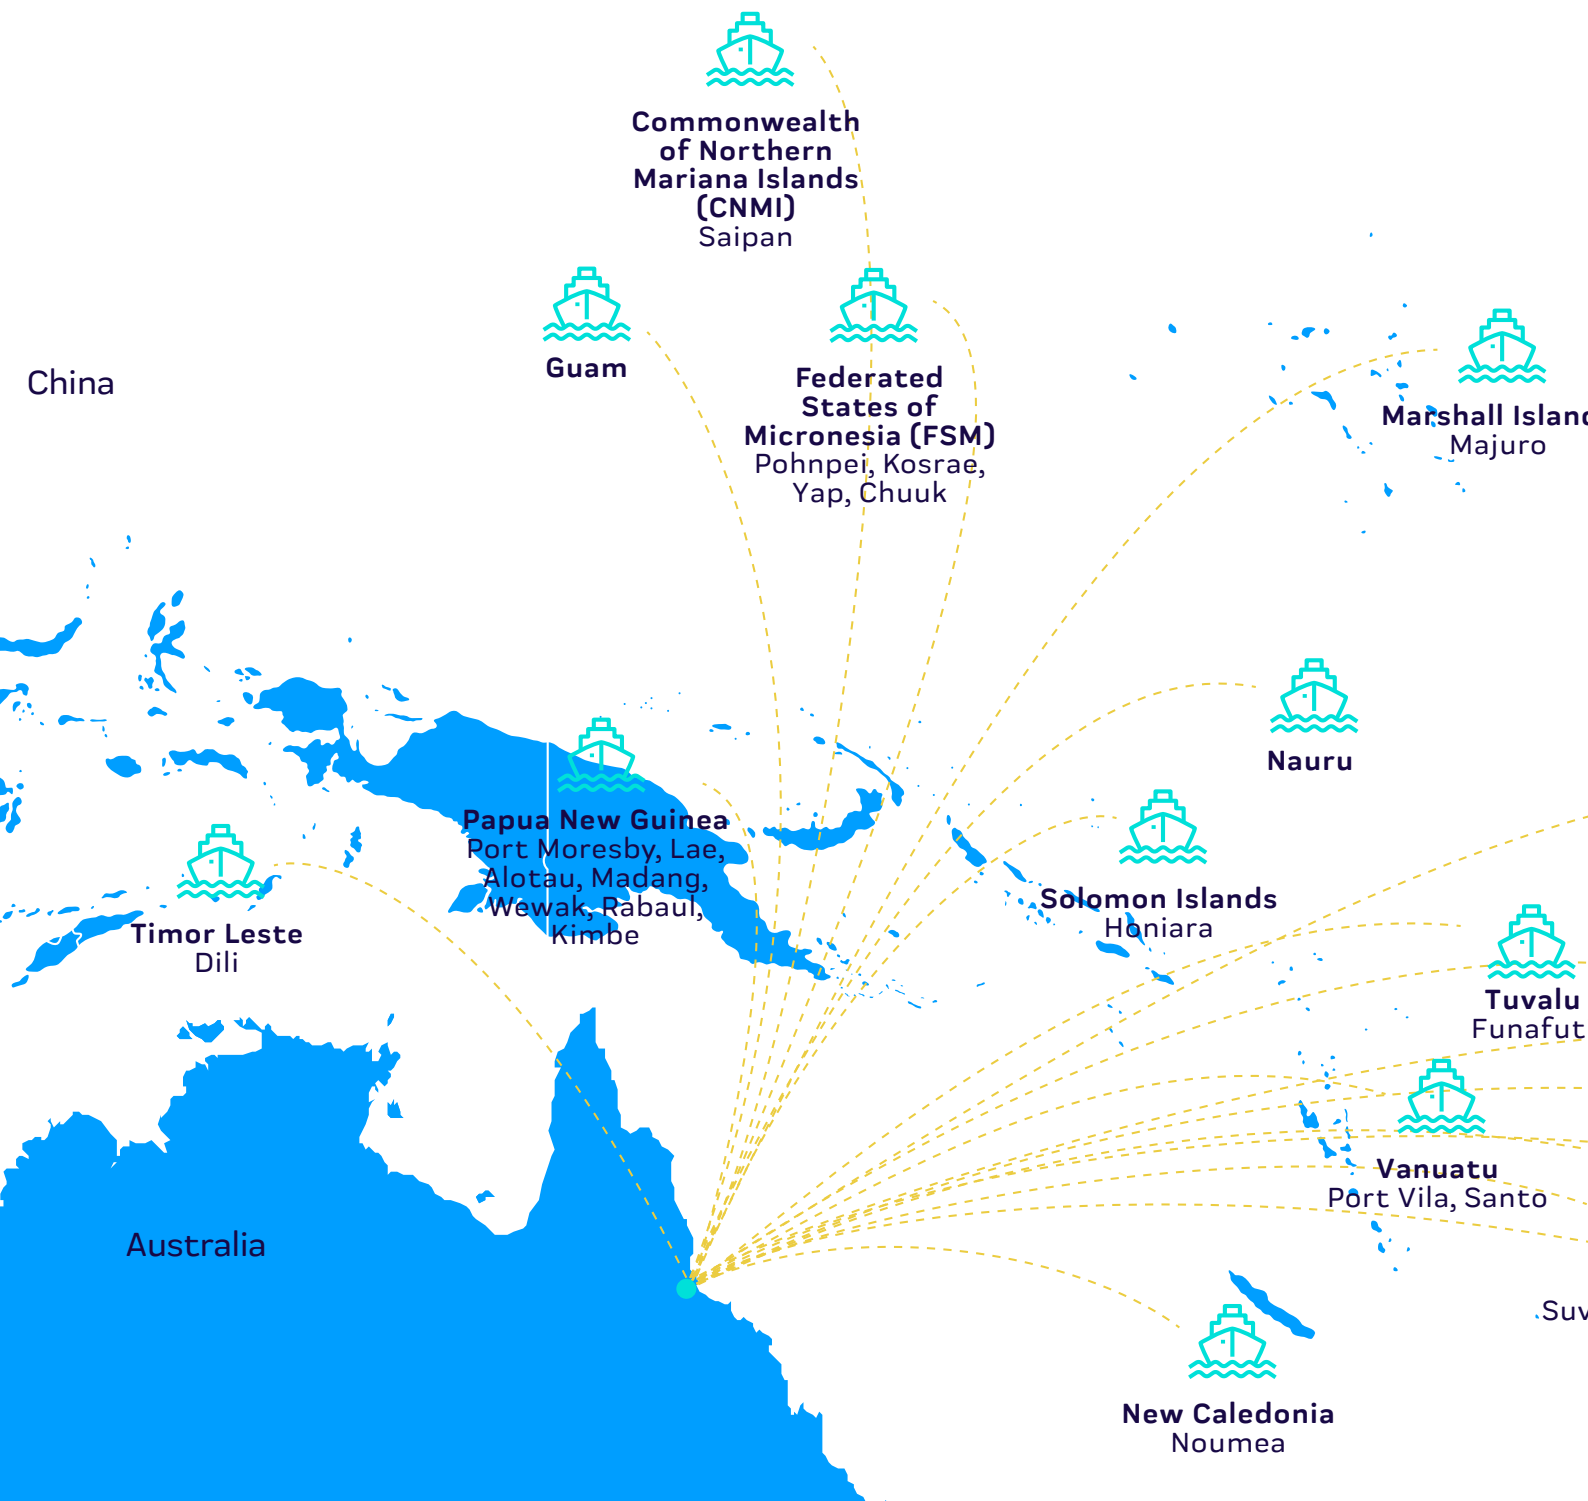 Commonwealth
of Northern
Mariana Islands
(CNMI)
Saipan
Guam
Federated
States of
Micronesia (FSM)
Pohnpei, Kosrae,
Yap, Chuuk
China
Marshall Island
Majuro
Nauru
Papua New Guinea
Port Moresby, Lae,
Alotau, Madang,
Wewak, Rabaul,
Kimbe
Solomon Islands
Honiara
Timor Leste
Dili
Tuvalu
Funafut
Vanuatu
Port Vila, Santo
Australia
Suv
New Caledonia
Noumea